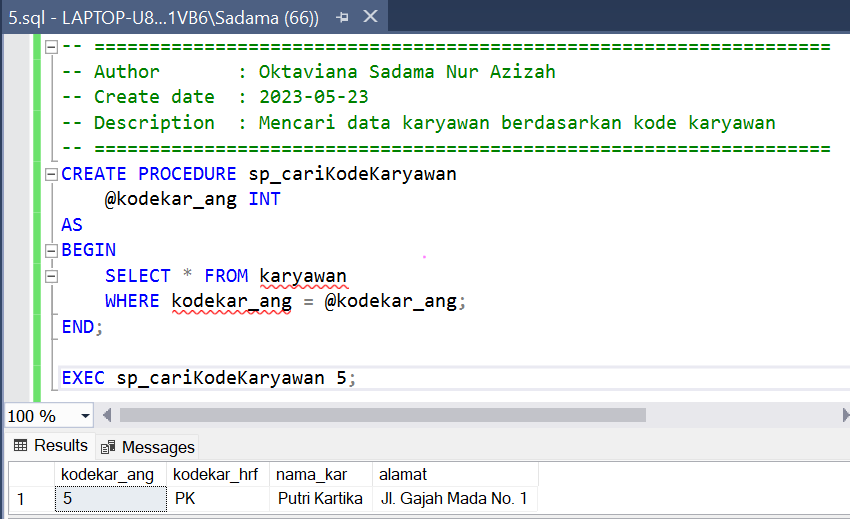 5.sql - LAPTOP-U8...1VB6\Sadama (66))
-- ====================================================================
-- Author       : Oktaviana Sadama Nur Azizah
-- Create date  : 2023-05-23
-- Description  : Mencari data karyawan berdasarkan kode karyawan
-- ====================================================================
CREATE PROCEDURE sp_cariKodeKaryawan
    @kodekar_ang INT
AS
BEGIN
    SELECT * FROM karyawan
    WHERE kodekar_ang = @kodekar_ang;
END;
EXEC sp_cariKodeKaryawan 5;
100 %
Results Messages
kodekar_ang kodekar_hrf nama_kar alamat
1 5 PK Putri Kartika Jl. Gajah Mada No. 1